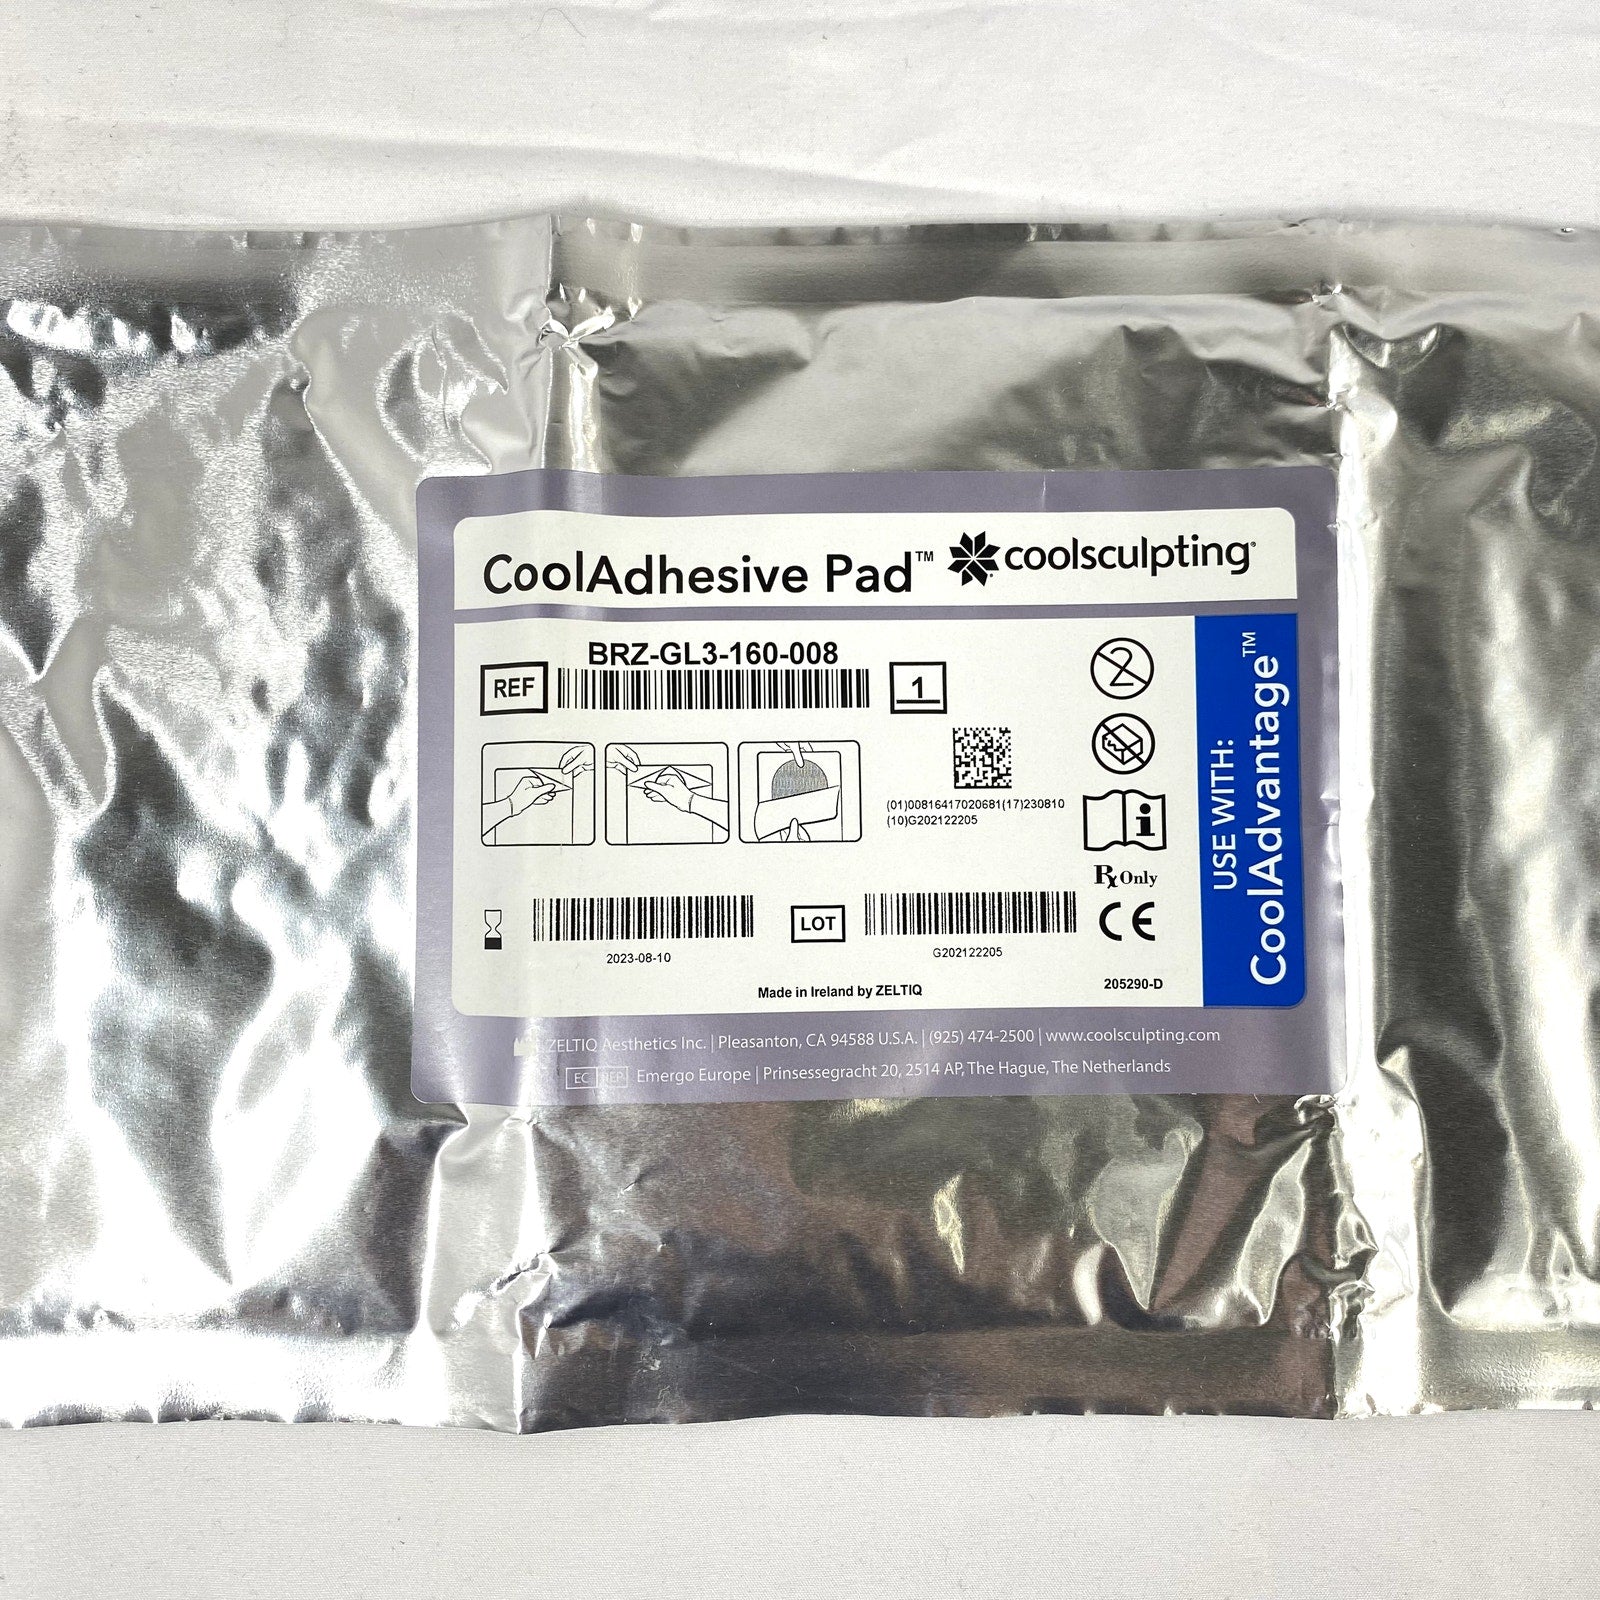 CoolAdhesive Pad™
coolsculpting®
BRZ-GL3-160-008
REF
1
2
(01)00816417020681(17)230810
(10)G202122205
i
Rx Only
2023-08-10
LOT
G202122205
CE
Made in Ireland by ZELTIQ
205290-D
USE WITH:
CoolAdvantage™
ZELTIQ Aesthetics Inc. | Pleasanton, CA 94588 U.S.A. | (925) 474-2500 | www.coolsculpting.com
EC REP Emergo Europe | Prinsessegracht 20, 2514 AP, The Hague, The Netherlands